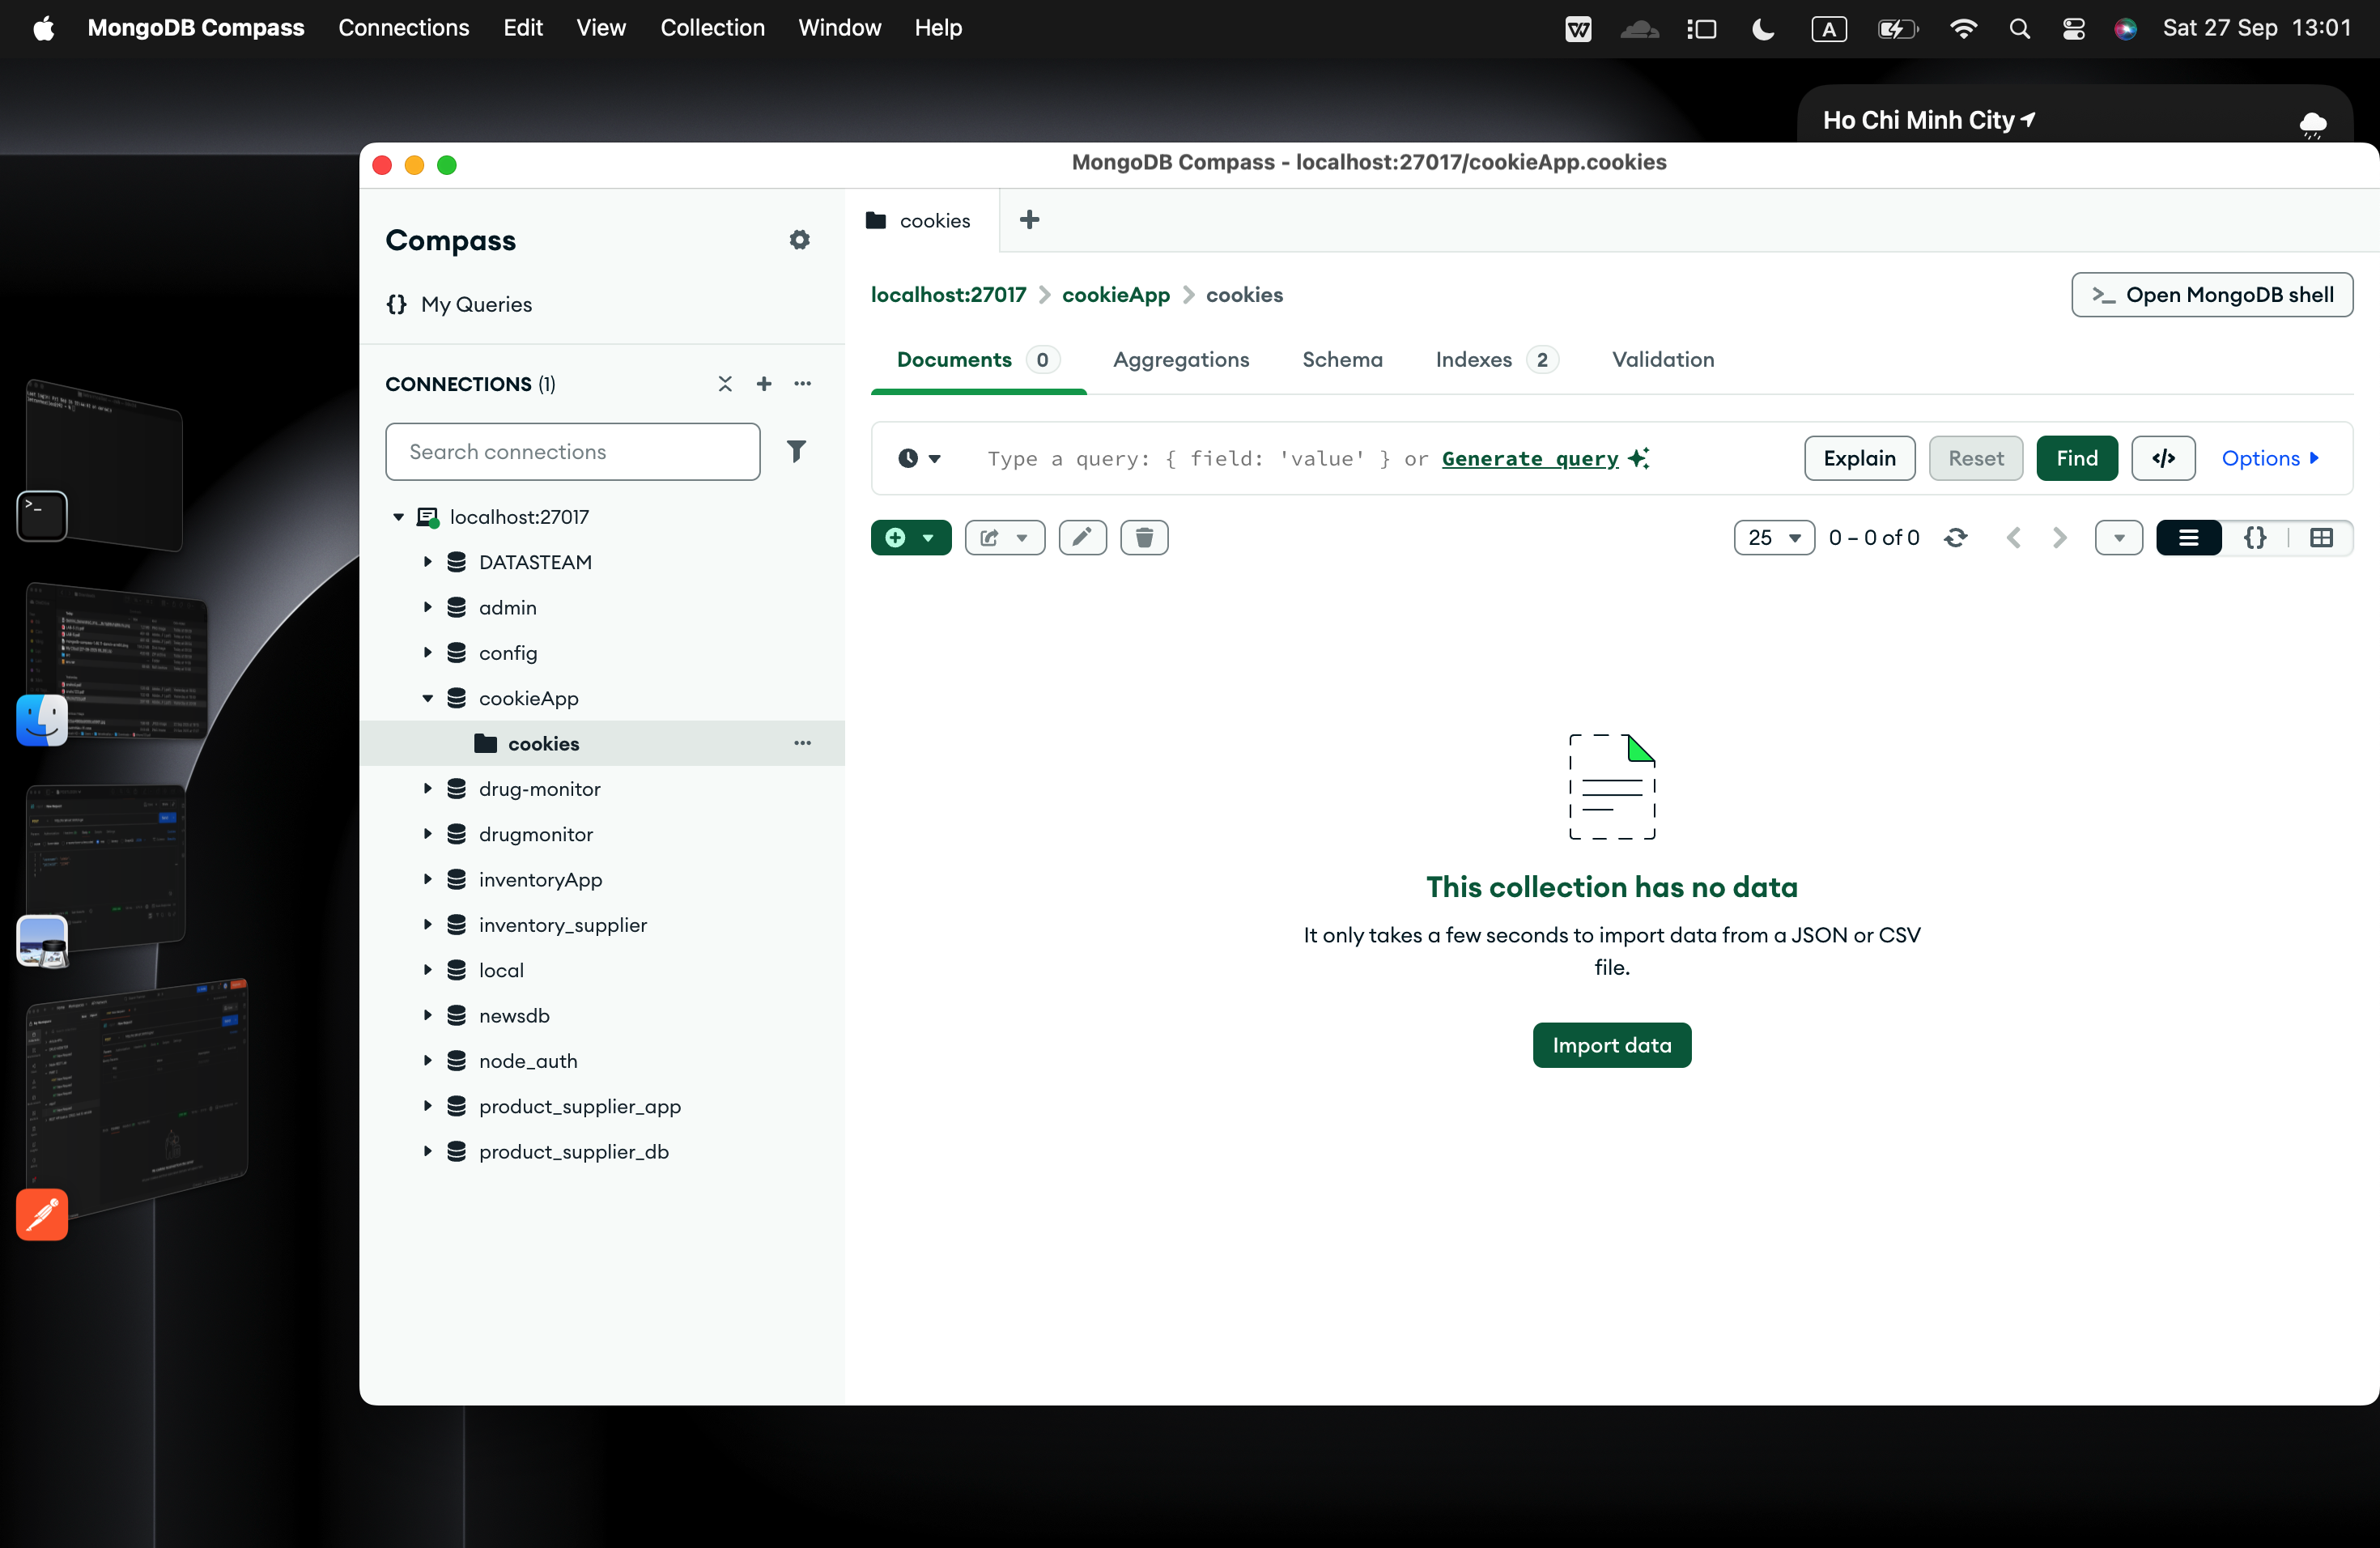 MongoDB Compass Connections Edit View Collection Window Help
A Sat 27 Sep 13:01
Ho Chi Minh City
MongoDB Compass - localhost:27017/cookieApp.cookies
Compass
{} My Queries
CONNECTIONS (1)
Search connections
localhost:27017
DATASTEAM
admin
config
cookieApp
cookies
drug-monitor
drugmonitor
inventoryApp
inventory_supplier
local
newsdb
node_auth
product_supplier_app
product_supplier_db
cookies
localhost:27017 > cookieApp > cookies
>_ Open MongoDB shell
Documents 0 Aggregations Schema Indexes 2 Validation
Type a query: { field: 'value' } or Generate query
Explain Reset Find </> Options
25 0 – 0 of 0 {}
This collection has no data
It only takes a few seconds to import data from a JSON or CSV
file.
Import data